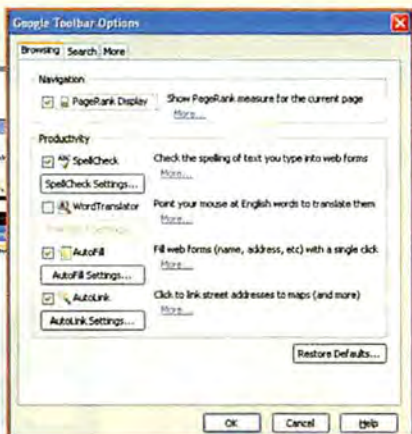 Google Toolbar Options
Browsing Search More
Navigation
PageRank Display Show PageRank measure for the current page
More...
Productivity
SpellCheck Check the spelling of text you type into web forms
More...
SpellCheck Settings...
WordTranslator Point your mouse at English words to translate them
More...
AutoFill Fill web forms (name, address, etc) with a single click
More...
AutoFill Settings...
AutoLink Click to link street addresses to maps (and more)
More...
AutoLink Settings...
Restore Defaults...
OK Cancel Help